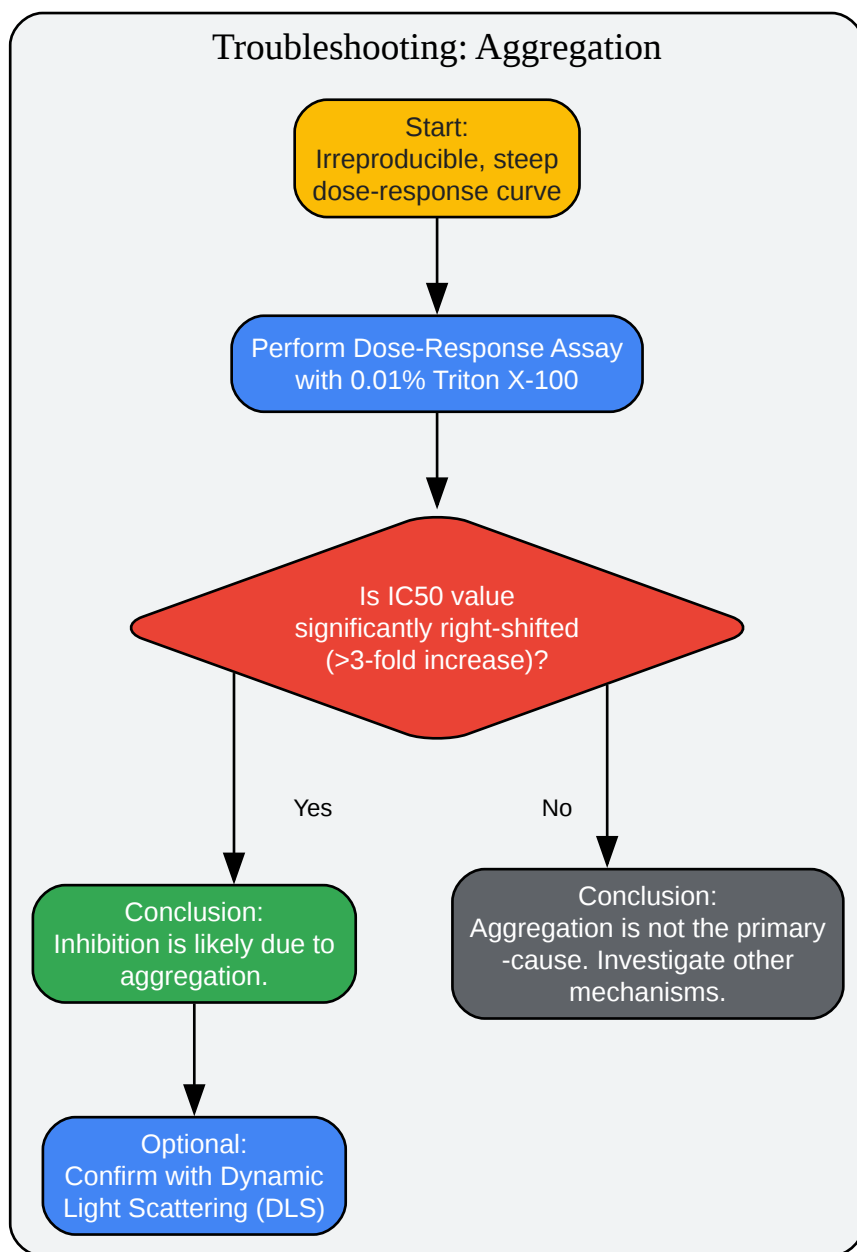 Troubleshooting: Aggregation
Start:
Irreproducible, steep
dose-response curve
Perform Dose-Response Assay
with 0.01% Triton X-100
Is IC50 value
significantly right-shifted
(>3-fold increase)?
Yes
No
Conclusion:
Inhibition is likely due to
aggregation.
Conclusion:
Aggregation is not the primary
-cause. Investigate other
mechanisms.
Optional:
Confirm with Dynamic
Light Scattering (DLS)